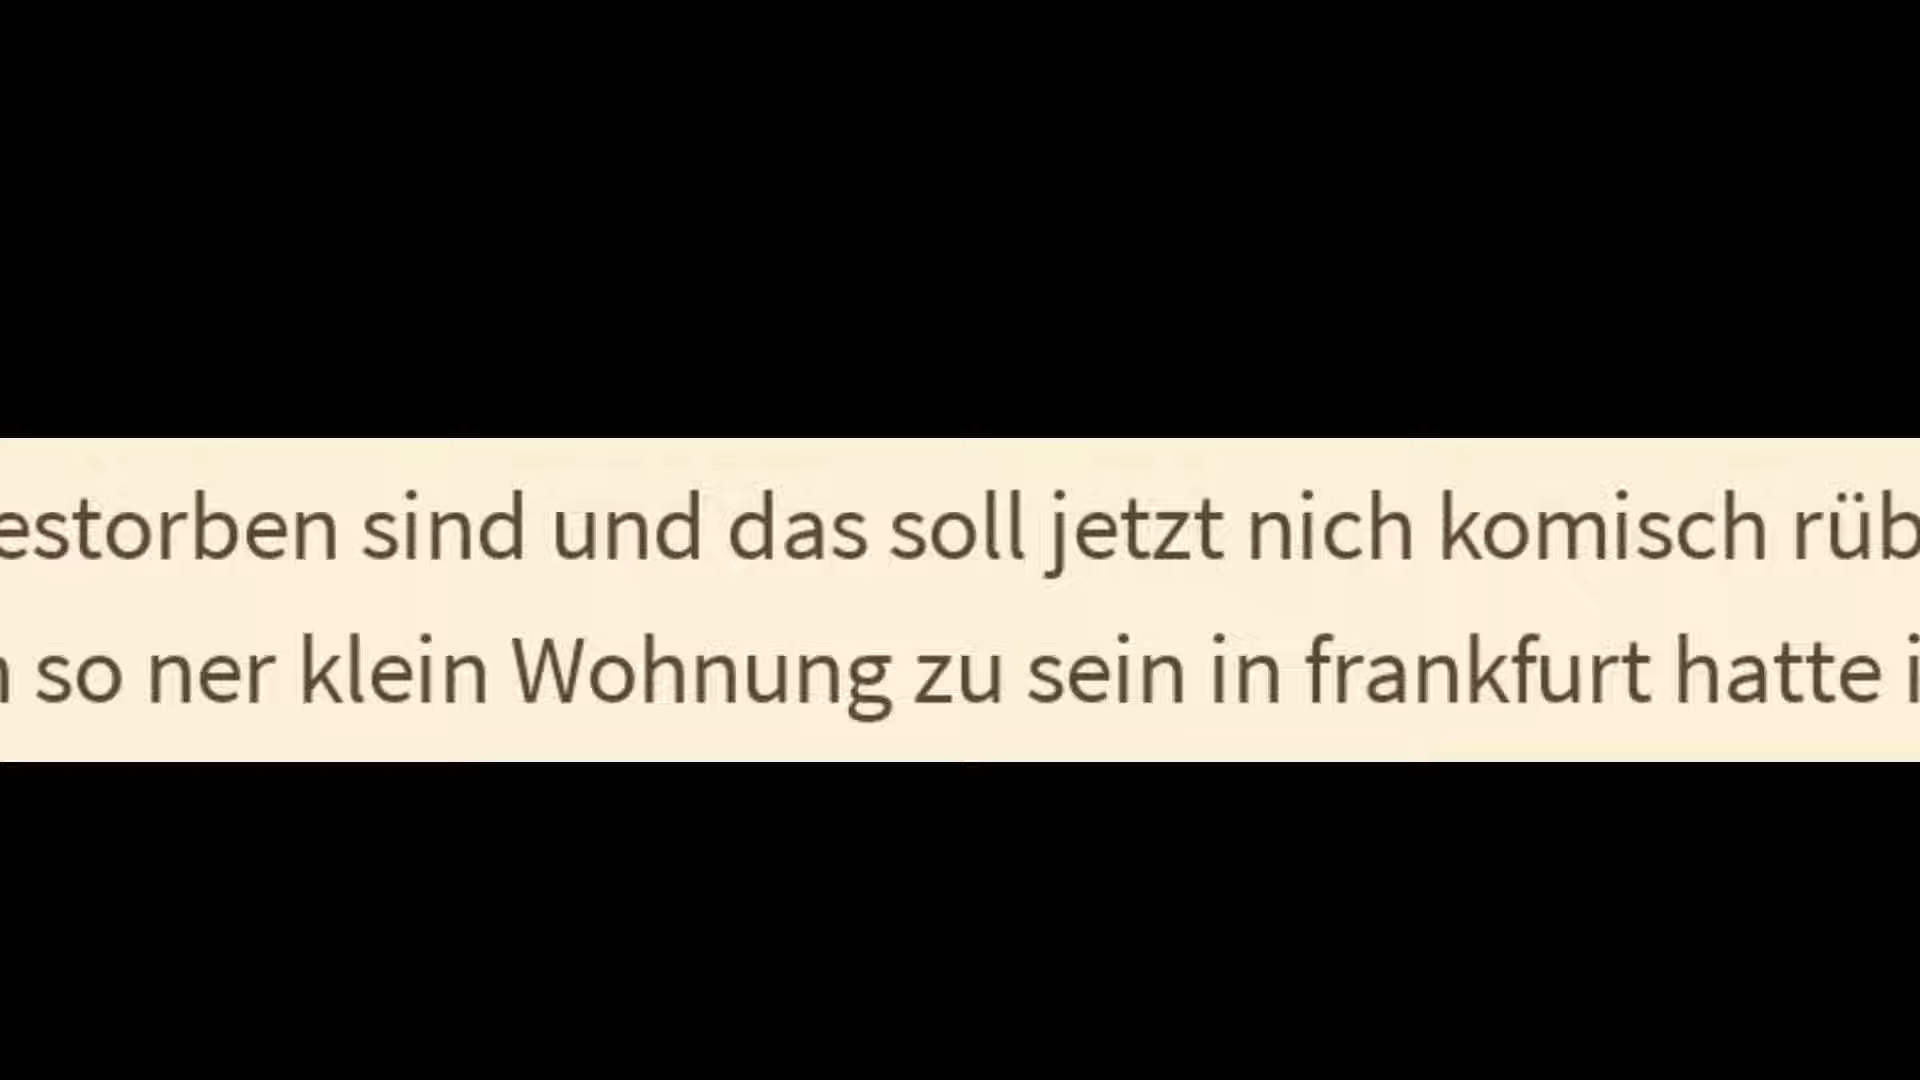 estorben sind und das soll jetzt nich komisch rüb
so ner klein Wohnung zu sein in frankfurt hatte i